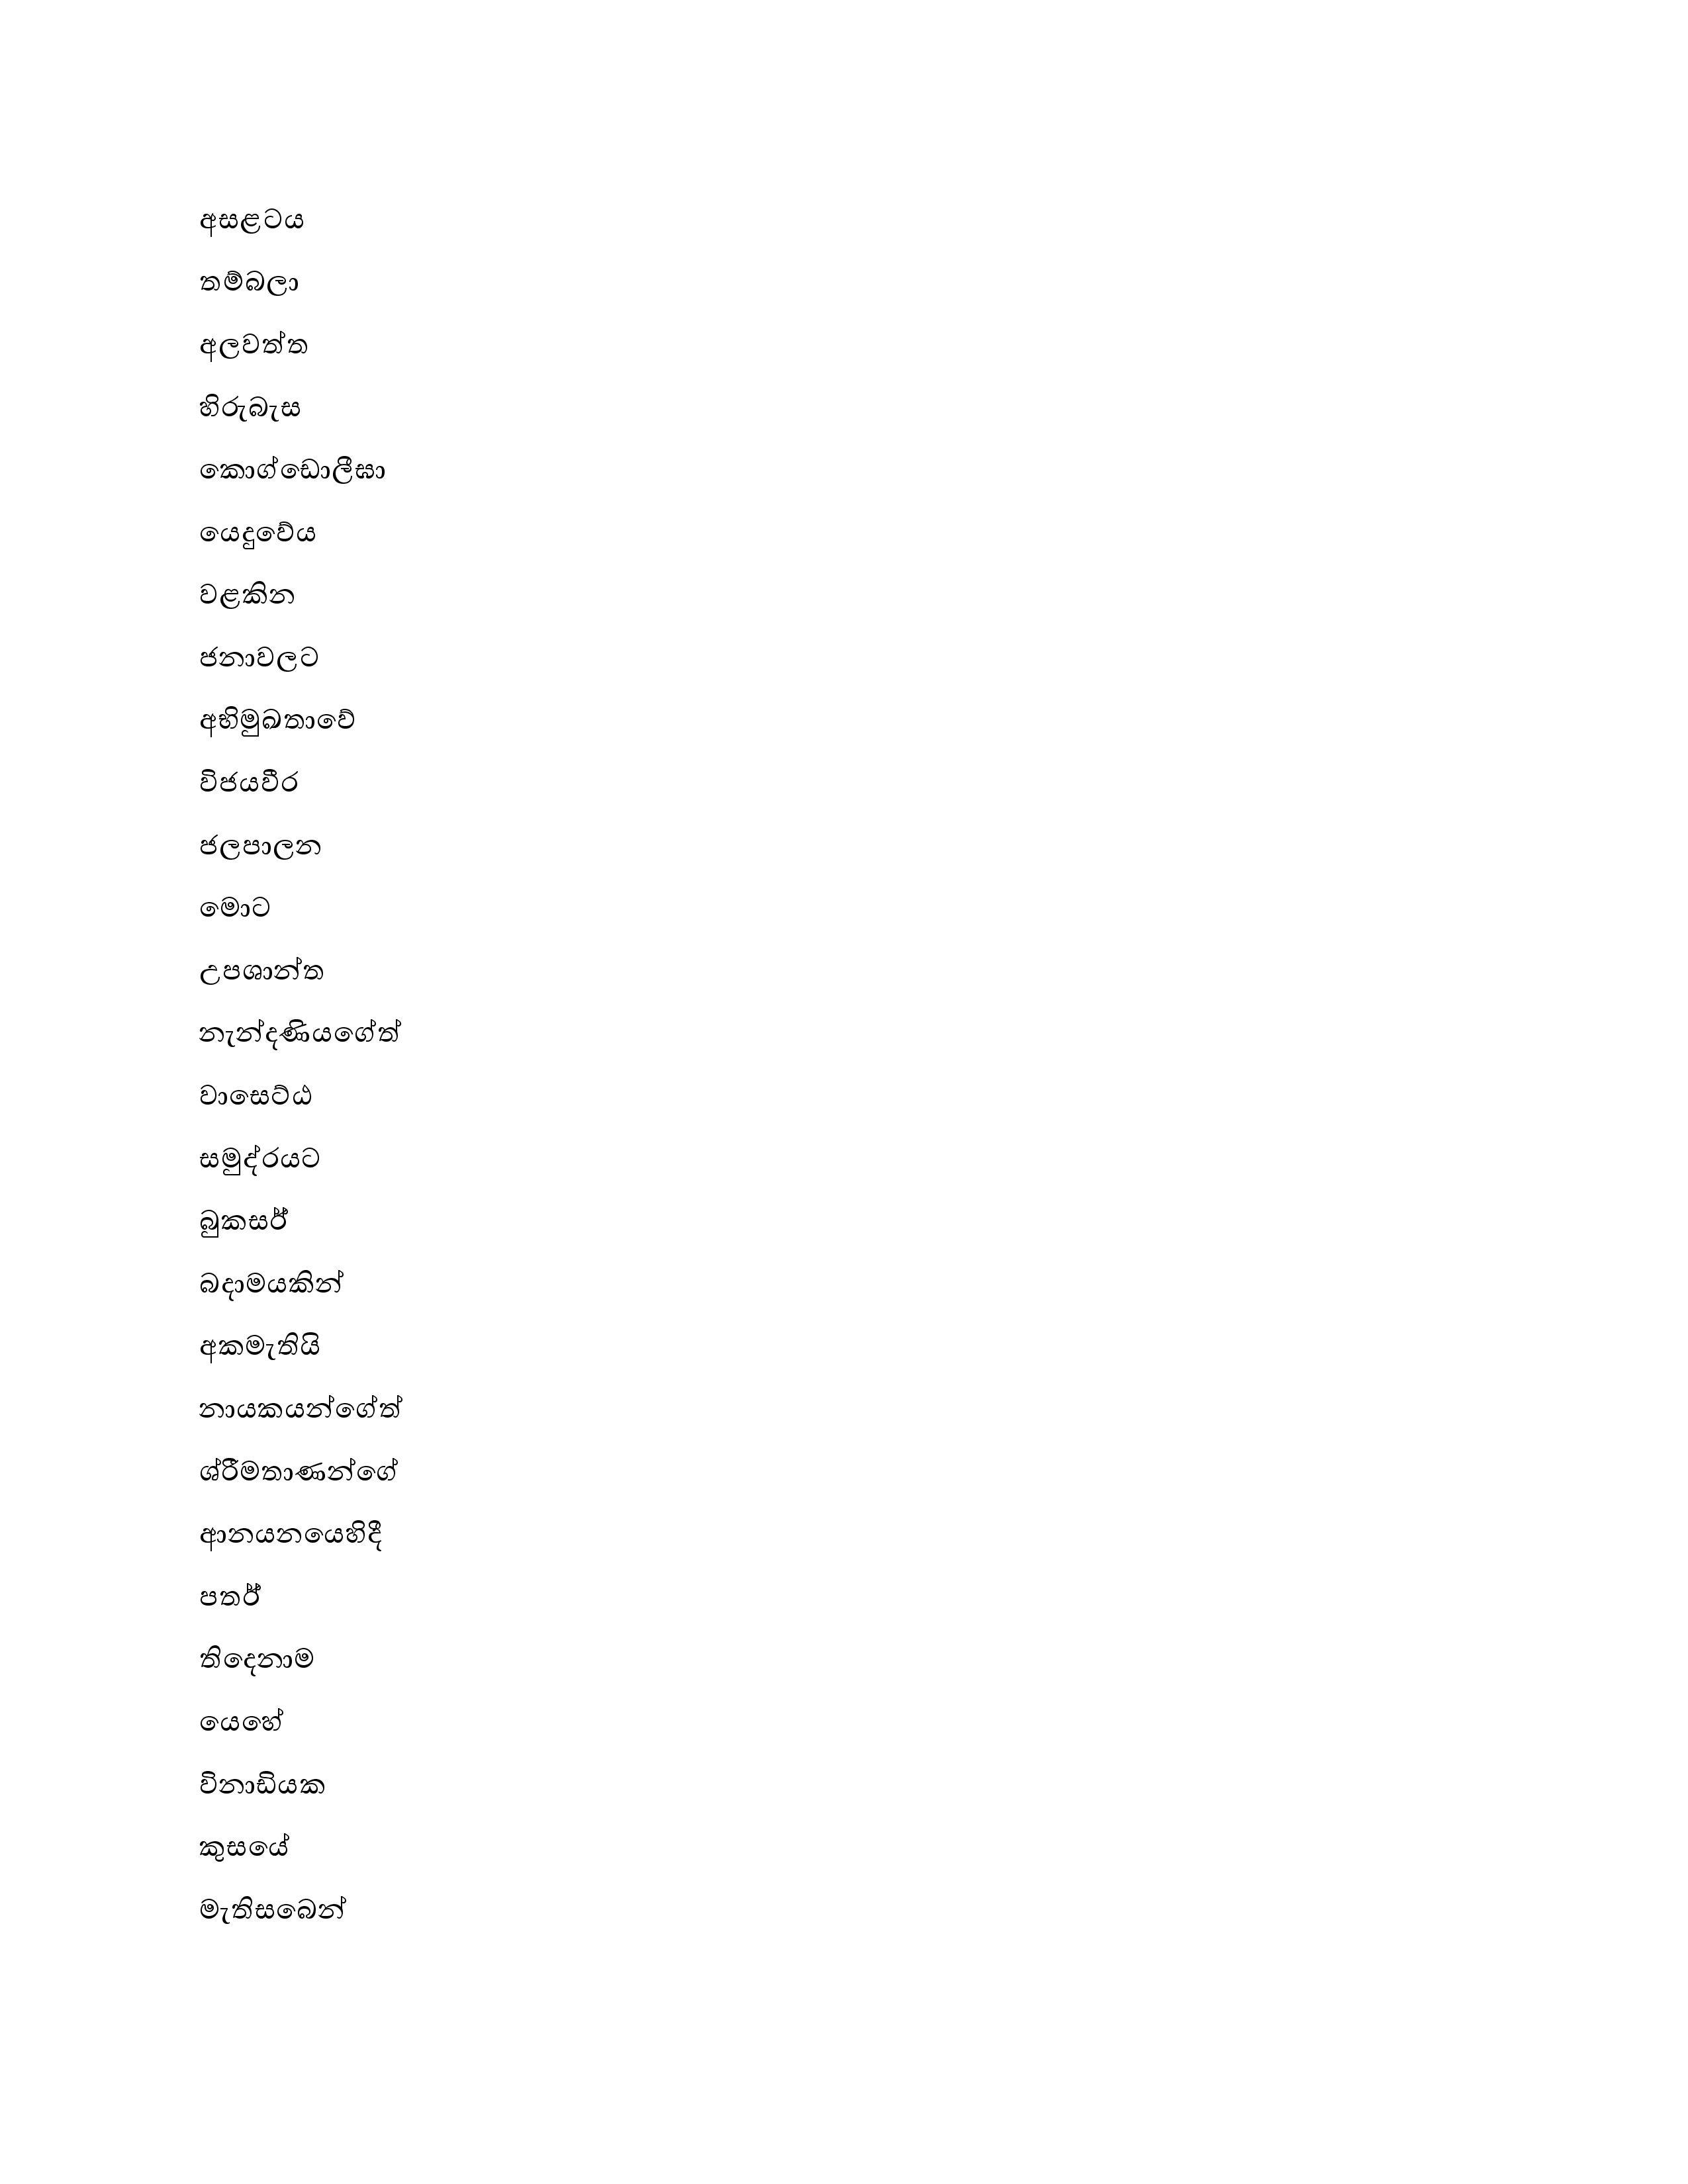 අසළටය
තම්බලා
අලවත්ත
හිරුබැස
කොග්ඩොලීඝා
යෙදුවේය
වළකින
ජනාවලට
අභිමුඛතාවේ
විජයවීර
ජලපාලන
මොට
උපශාන්ත
නැන්දණියගේත්
වාසෙට්ඨ
සමුද්රයට
බුකසර්
බදාමයකින්
අකමැතියි
නායකයන්ගේත්
ශ්රීමතාණන්ගේ
ආනයනයෙහිදී
පතර්
තිදෙනාම
යෙහේ
විනාඩියක
කුසයේ
මැතිසබෙන්